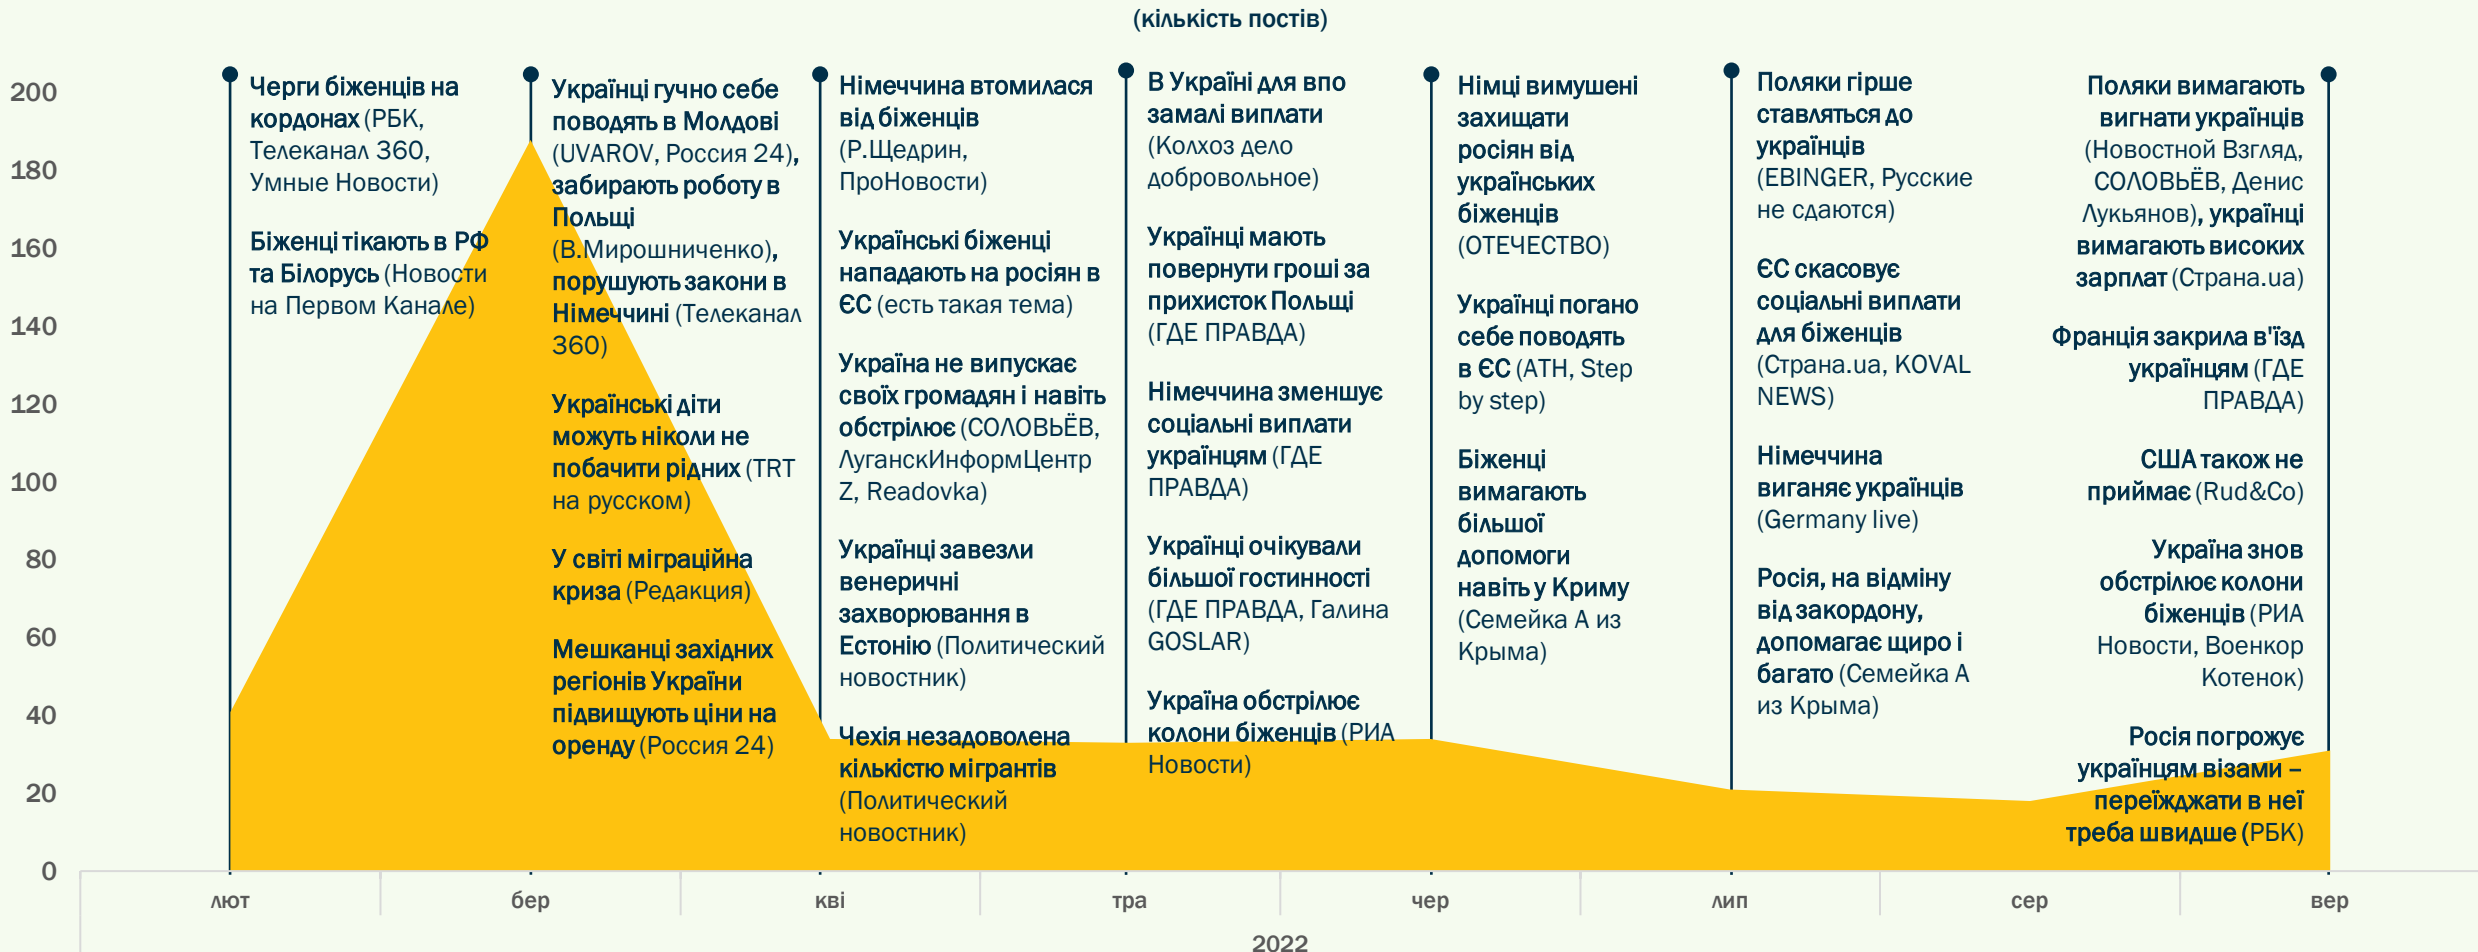 (кількість постів)
200
180
160
140
120
100
80
60
40
20
0
Черги біженців на
кордонах (РБК,
Телеканал 360,
Умные Новости)
Біженці тікають в РФ
та Білорусь (Новости
на Первом Канале)
Українці гучно себе
поводять в Молдові
(UVAROV, Россия 24),
забирають роботу в
Польщі
(В.Мирошниченко),
порушують закони в
Німеччині (Телеканал
360)
Українські діти
можуть ніколи не
побачити рідних (TRT
на русском)
У світі міграційна
криза (Редакция)
Мешканці західних
регіонів України
підвищують ціни на
оренду (Россия 24)
Німеччина втомилася
від біженців
(Р.Щедрин,
ПроНовости)
Українські біженці
нападають на росіян в
ЄС (есть такая тема)
Україна не випускає
своїх громадян і навіть
обстрілює (СОЛОВЬЁВ,
ЛуганскИнформЦентр
Z, Readovka)
Українці завезли
венеричні
захворювання в
Естонію (Политический
новостник)
Чехія незадоволена
кількістю мігрантів
(Политический
новостник)
В Україні для впо
замалі виплати
(Колхоз дело
добровольное)
Українці мають
повернути гроші за
прихисток Польщі
(ГДЕ ПРАВДА)
Німеччина зменшує
соціальні виплати
українцям (ГДЕ
ПРАВДА)
Українці очікували
більшої гостинності
(ГДЕ ПРАВДА, Галина
GOSLAR)
Україна обстрілює
колони біженців (РИА
Новости)
Німці вимушені
захищати
росіян від
українських
біженців
(ОТЕЧЕСТВО)
Українці погано
себе поводять
в ЄС (АТН, Step
by step)
Біженці
вимагають
більшої
допомоги
навіть у Криму
(Семейка А из
Крыма)
Поляки гірше
ставляться до
українців
(EBINGER, Русские
не сдаются)
ЄС скасовує
соціальні виплати
для біженців
(Страна.ua, KOVAL
NEWS)
Німеччина
виганяє українців
(Germany live)
Росія, на відміну
від закордону,
допомагає щиро і
багато (Семейка А
из Крыма)
Поляки вимагають
вигнати українців
(Новостной Взгляд,
СОЛОВЬЁВ, Денис
Лукьянов), українці
вимагають високих
зарплат (Страна.ua)
Франція закрила в'їзд
українцям (ГДЕ
ПРАВДА)
США також не
приймає (Rud&Co)
Україна знов
обстрілює колони
біженців (РИА
Новости, Военкор
Котенок)
Росія погрожує
українцям візами –
переїжджати в неї
треба швидше (РБК)
лют
бер
кві
тра
чер
лип
сер
вер
2022